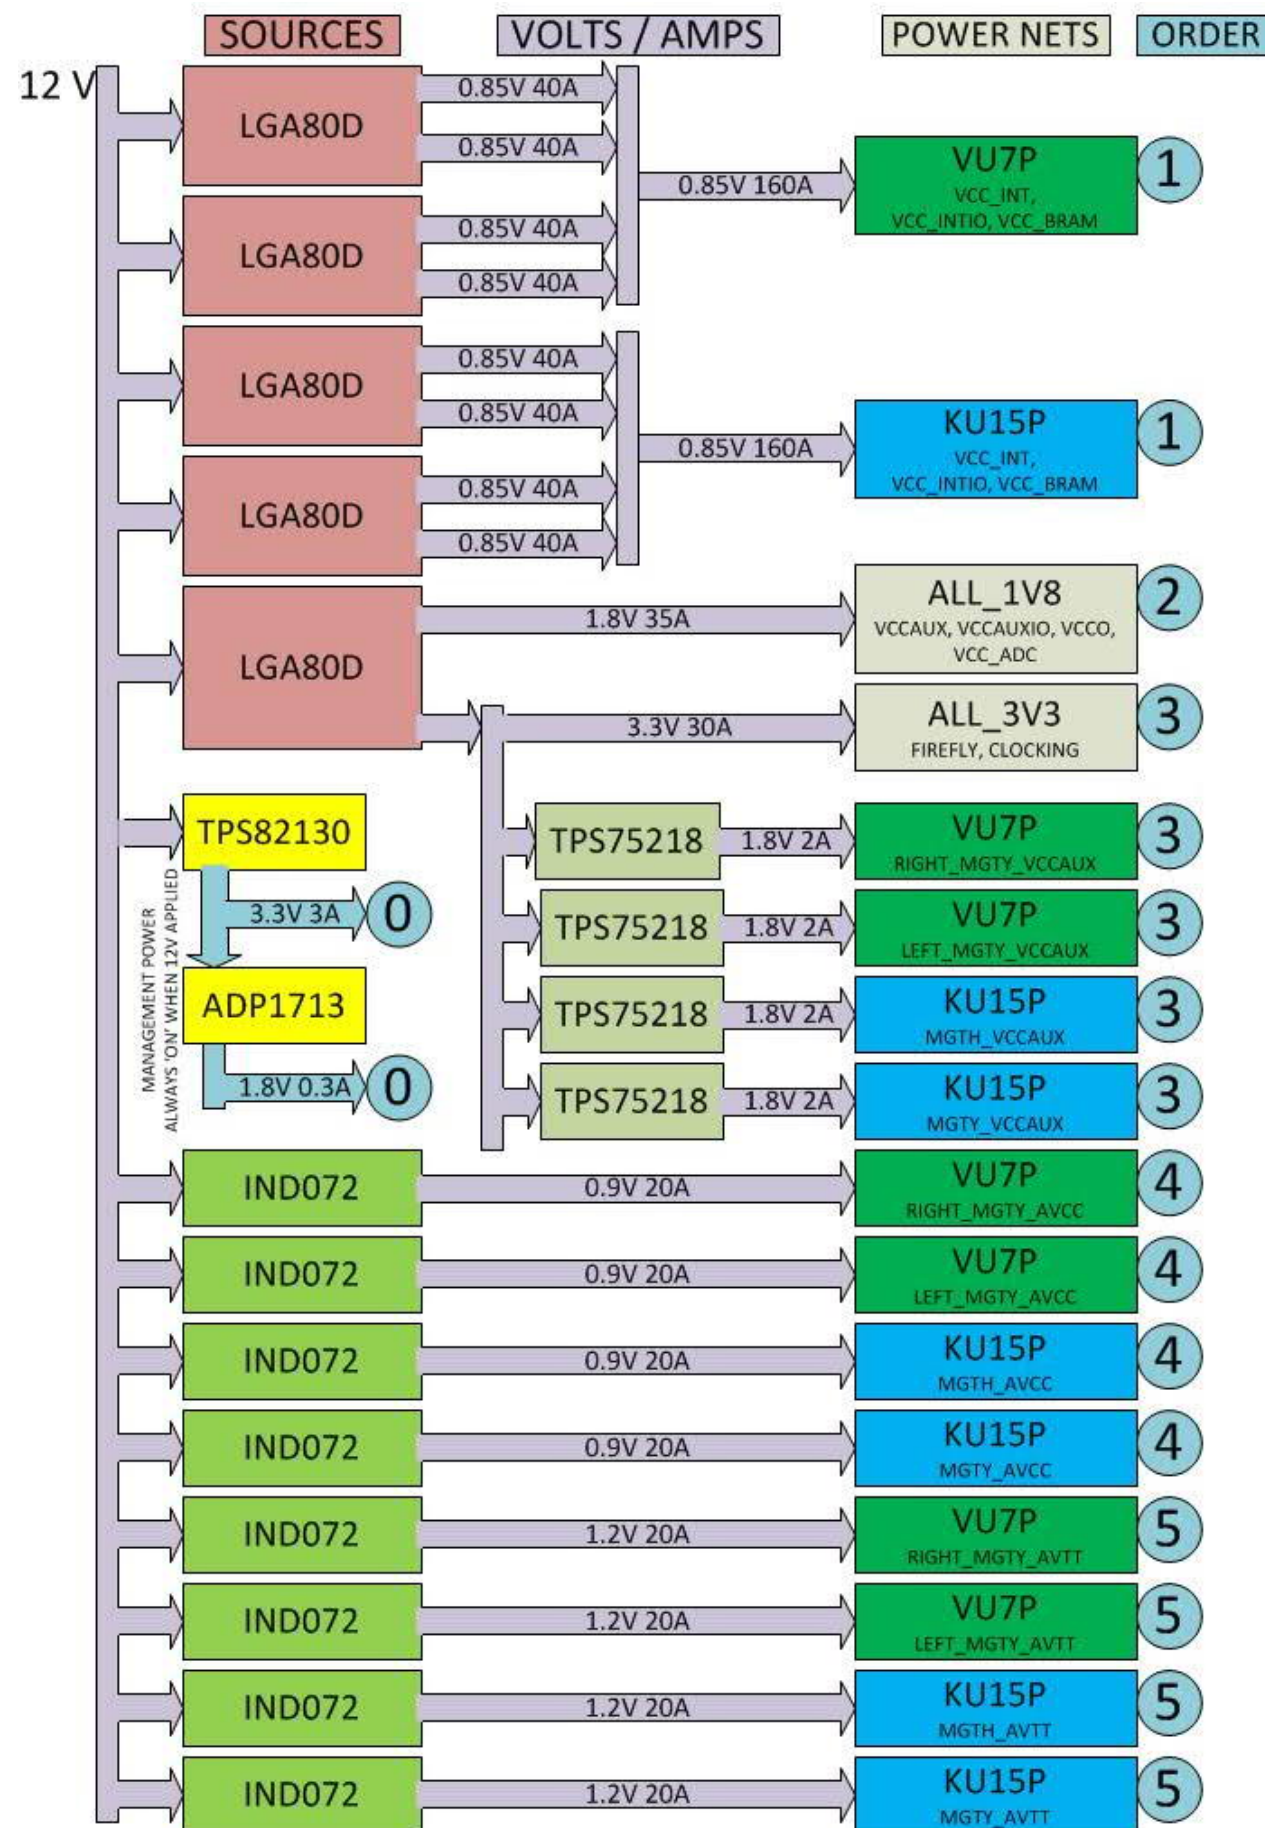 SOURCES
VOLTS / AMPS
POWER NETS
ORDER
12 V
LGA80D
0.85V 40A
0.85V 40A
LGA80D
0.85V 40A
0.85V 40A
0.85V 160A
VU7P
VCC_INT,
VCC_INTIO, VCC_BRAM
1
LGA80D
0.85V 40A
0.85V 40A
LGA80D
0.85V 40A
0.85V 40A
0.85V 160A
KU15P
VCC_INT,
VCC_INTIO, VCC_BRAM
1
LGA80D
1.8V 35A
ALL_1V8
VCCAUX, VCCAUXIO, VCCO,
VCC_ADC
2
3.3V 30A
ALL_3V3
FIREFLY, CLOCKING
3
TPS82130
3.3V 3A
0
ADP1713
1.8V 0.3A
0
MANAGEMENT POWER
ALWAYS 'ON' WHEN 12V APPLIED
TPS75218
1.8V 2A
VU7P
RIGHT_MGTY_VCCAUX
3
TPS75218
1.8V 2A
VU7P
LEFT_MGTY_VCCAUX
3
TPS75218
1.8V 2A
KU15P
MGTH_VCCAUX
3
TPS75218
1.8V 2A
KU15P
MGTY_VCCAUX
3
IND072
0.9V 20A
VU7P
RIGHT_MGTY_AVCC
4
IND072
0.9V 20A
VU7P
LEFT_MGTY_AVCC
4
IND072
0.9V 20A
KU15P
MGTH_AVCC
4
IND072
0.9V 20A
KU15P
MGTY_AVCC
4
IND072
1.2V 20A
VU7P
RIGHT_MGTY_AVTT
5
IND072
1.2V 20A
VU7P
LEFT_MGTY_AVTT
5
IND072
1.2V 20A
KU15P
MGTH_AVTT
5
IND072
1.2V 20A
KU15P
MGTY_AVTT
5